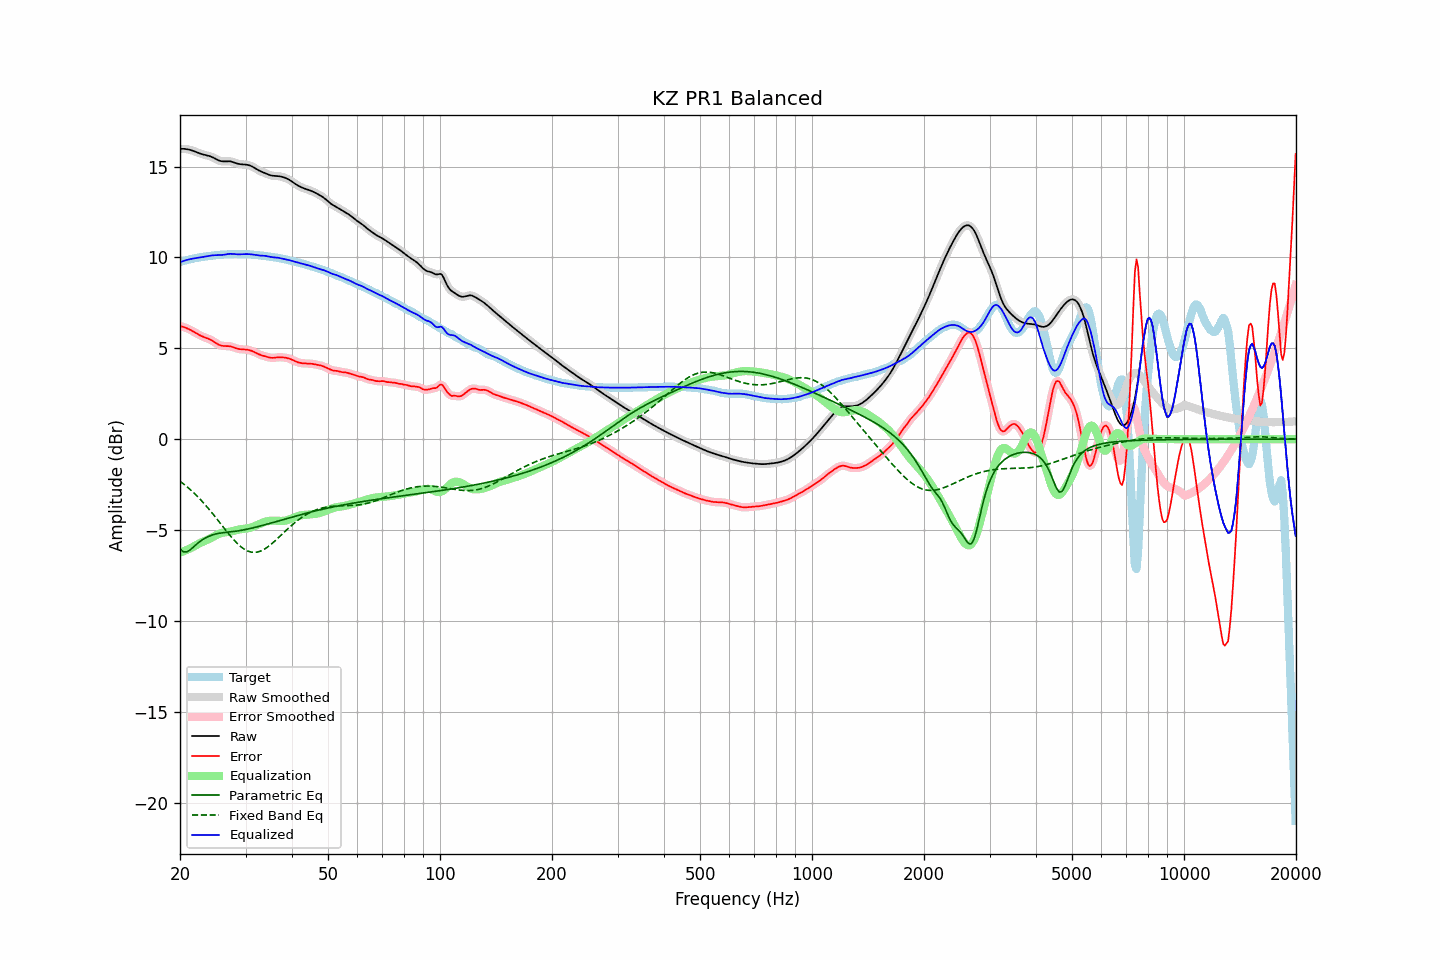 KZ PR1 Balanced
Amplitude (dBr)
15
10
5
0
−5
−10
−15
−20
Target
Raw Smoothed
Error Smoothed
Raw
Error
Equalization
Parametric Eq
Fixed Band Eq
Equalized
20 50 100 200 500 1000 2000 5000 10000 20000
Frequency (Hz)